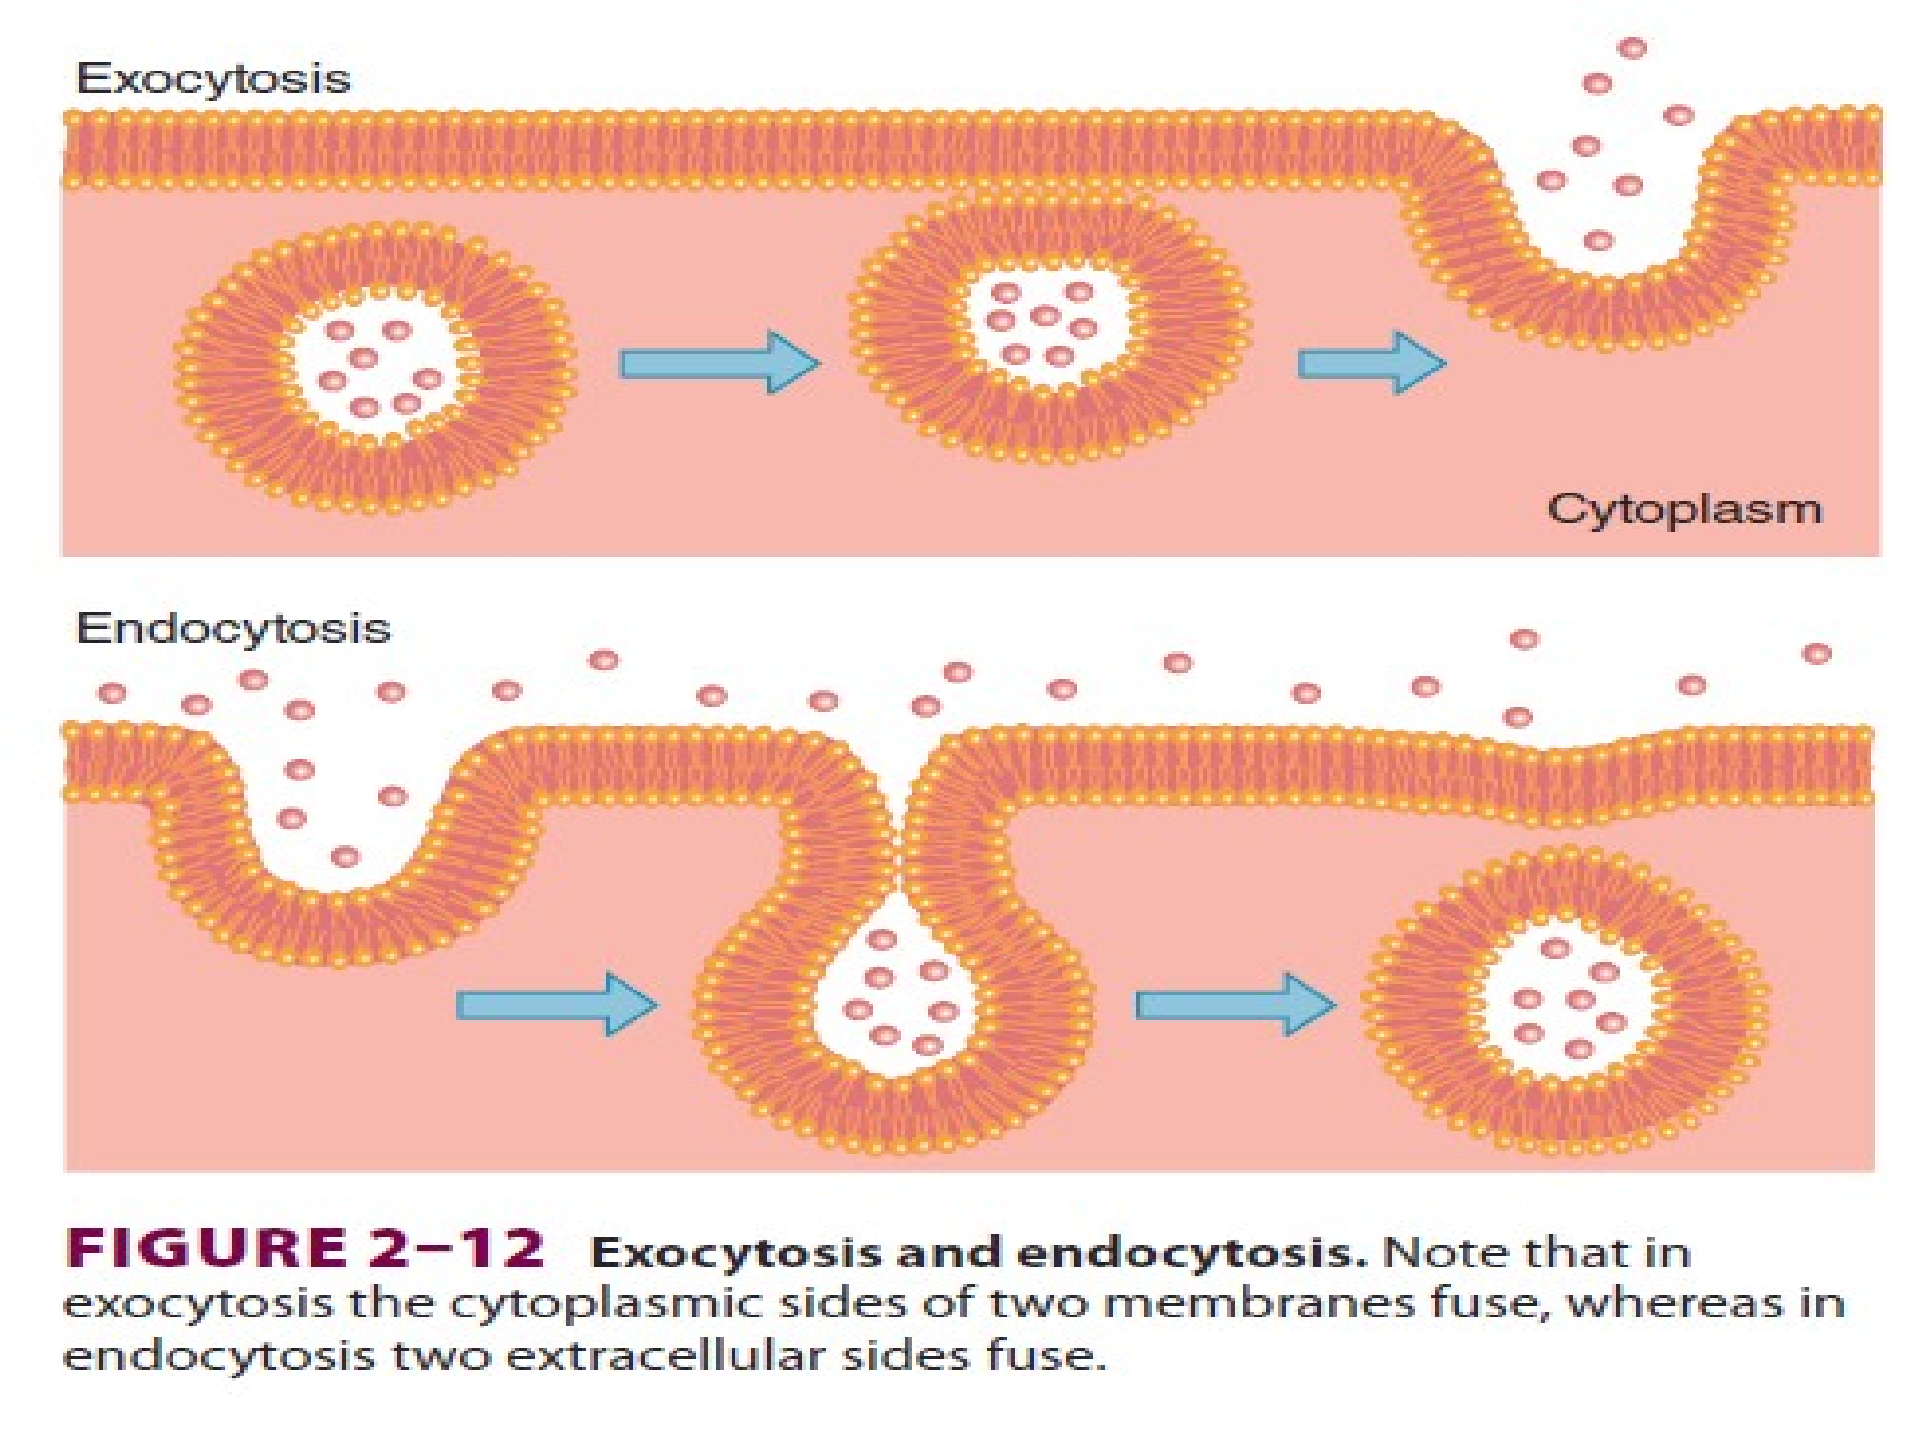 Exocytosis
Cytoplasm
Endocytosis
FIGURE 2–12 Exocytosis and endocytosis. Note that in
exocytosis the cytoplasmic sides of two membranes fuse, whereas in
endocytosis two extracellular sides fuse.